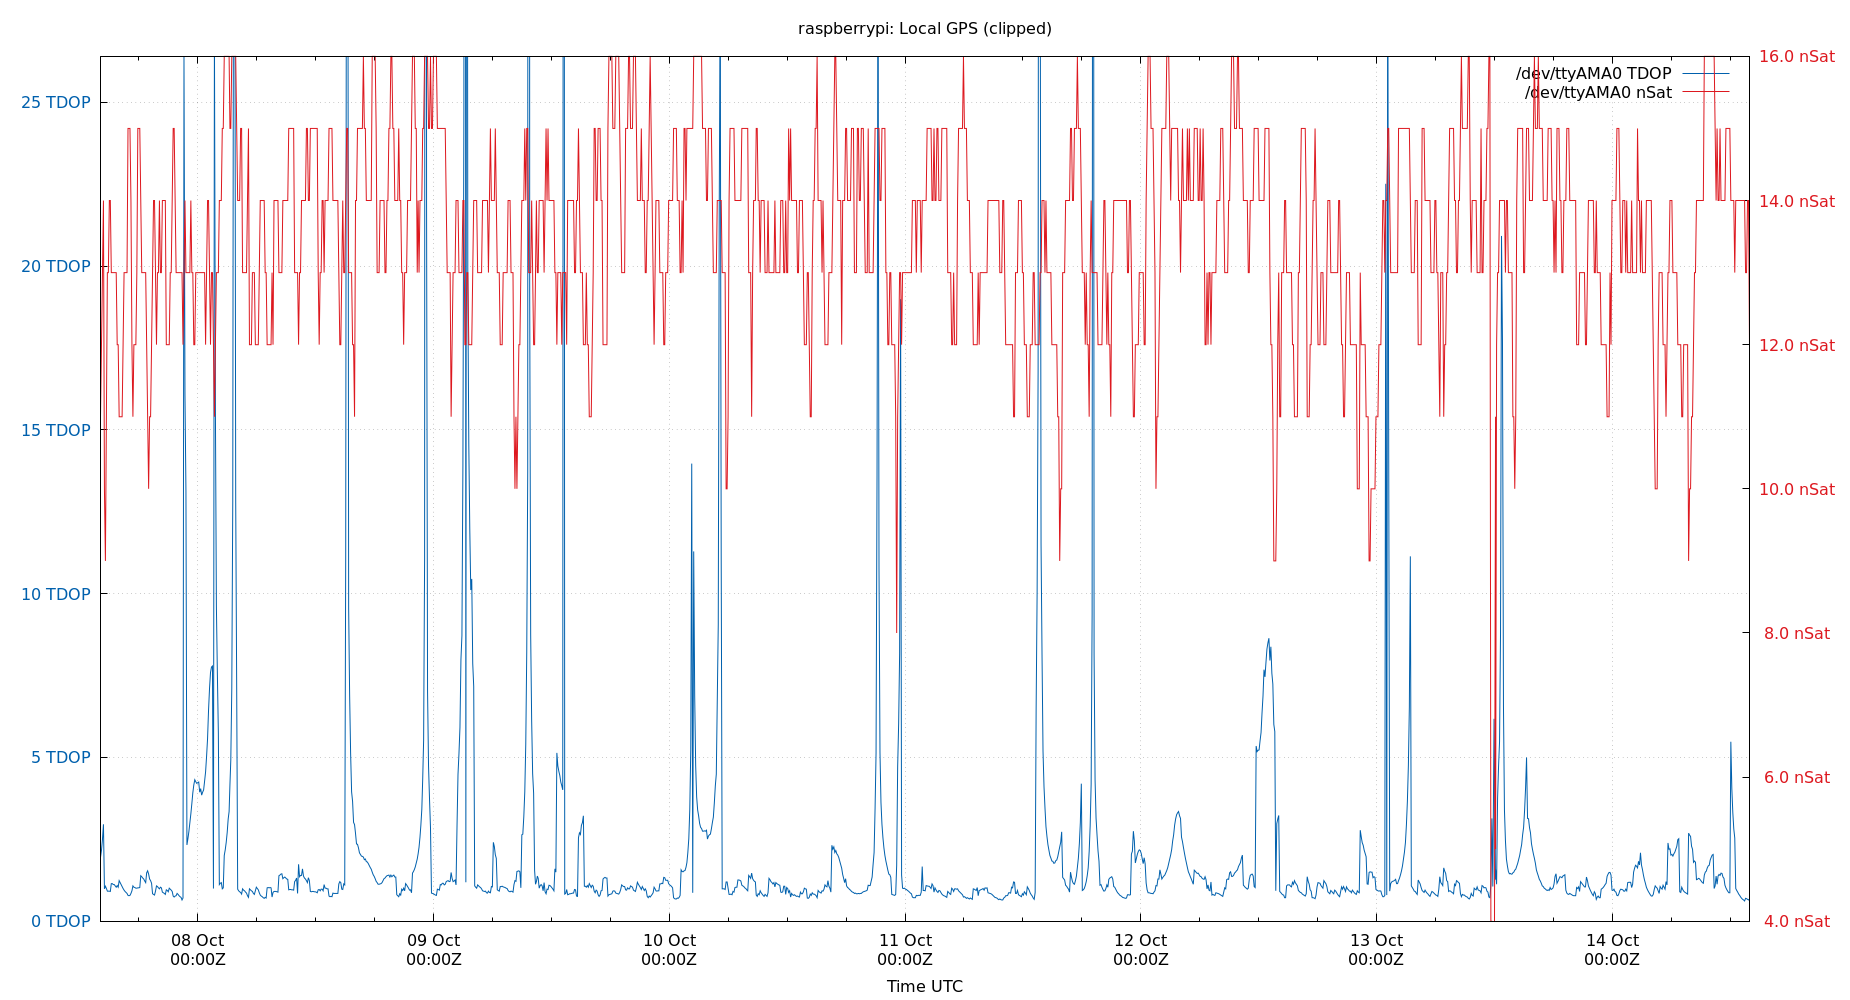 raspberrypi: Local GPS (clipped)
/dev/ttyAMA0 TDOP
/dev/ttyAMA0 nSat
25 TDOP
20 TDOP
15 TDOP
10 TDOP
5 TDOP
0 TDOP
16.0 nSat
14.0 nSat
12.0 nSat
10.0 nSat
8.0 nSat
6.0 nSat
4.0 nSat
08 Oct
00:00Z
09 Oct
00:00Z
10 Oct
00:00Z
11 Oct
00:00Z
12 Oct
00:00Z
13 Oct
00:00Z
14 Oct
00:00Z
Time UTC